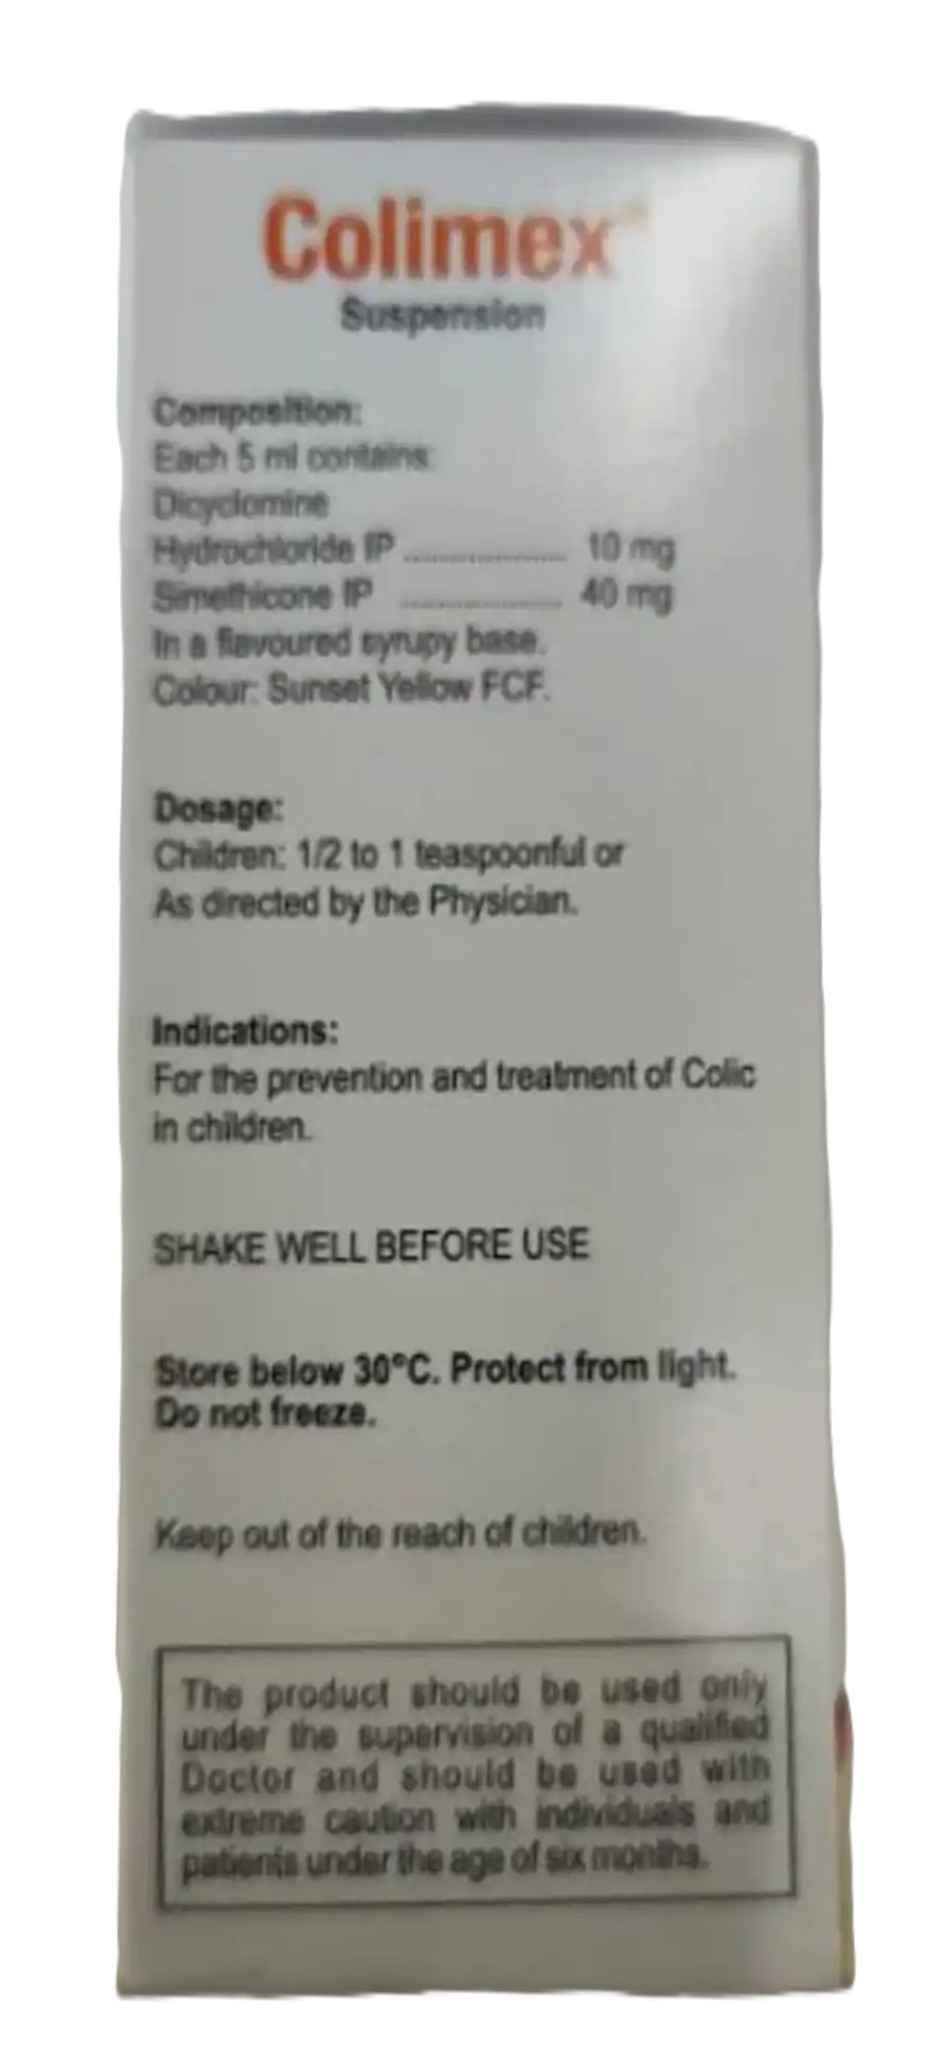 Colimex
Suspension
Composition:
Each 5 ml contains:
Dicyclomine
Hydrochloride IP .................... 10 mg
Simethicone IP .................... 40 mg
In a flavoured syrupy base.
Colour: Sunset Yellow FCF.
Dosage:
Children: 1/2 to 1 teaspoonful or
As directed by the Physician.
Indications:
For the prevention and treatment of Colic
in children.
SHAKE WELL BEFORE USE
Store below 30°C. Protect from light.
Do not freeze.
Keep out of the reach of children.
The product should be used only
under the supervision of a qualified
Doctor and should be used with
extreme caution with individuals and
patients under the age of six months.